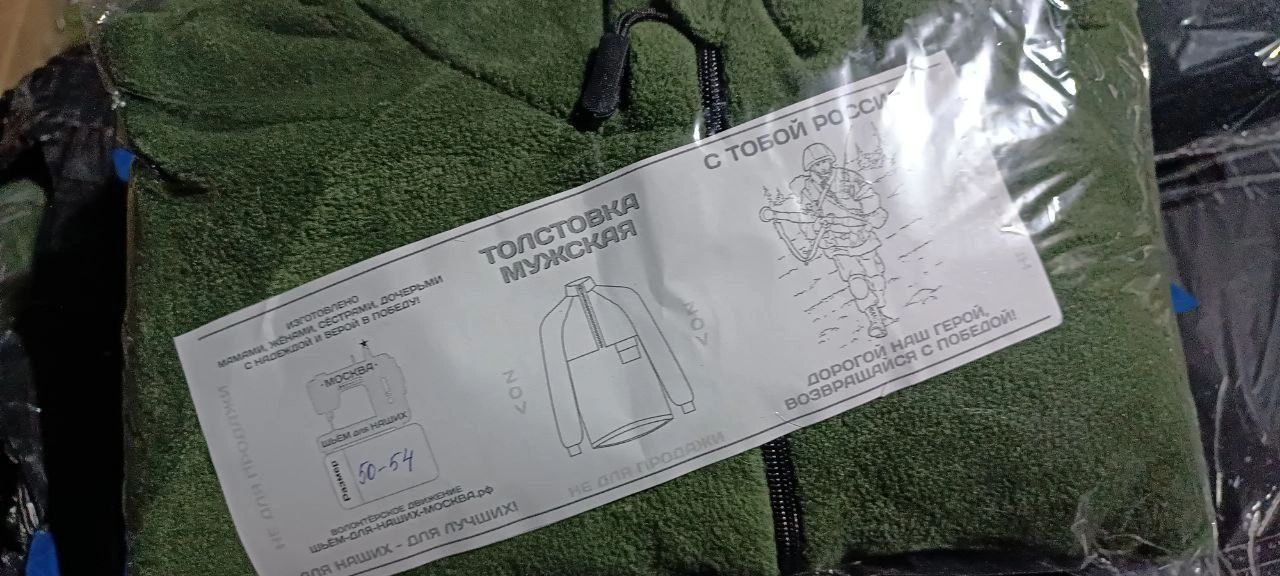 ИЗГОТОВЛЕНО
МАМАМИ, ЖЁНАМИ, СЁСТРАМИ, ДОЧЕРЬМИ
С НАДЕЖДОЙ И ВЕРОЙ В ПОБЕДУ!
МОСКВА
ШЬЁМ ДЛЯ НАШИХ
Размер
50-54
ВОЛОНТЁРСКОЕ ДВИЖЕНИЕ
ШЬЁМ-ДЛЯ-НАШИХ-МОСКВА.рф
ДЛЯ НАШИХ - ДЛЯ ЛУЧШИХ!
НЕ ДЛЯ ПРОДАЖИ
ТОЛСТОВКА
МУЖСКАЯ
ZOV
ZOV
НЕ ДЛЯ ПРОДАЖИ
С ТОБОЙ РОССИ
ДОРОГОЙ НАШ ГЕРОЙ,
ВОЗВРАЩАЙСЯ С ПОБЕДОЙ!